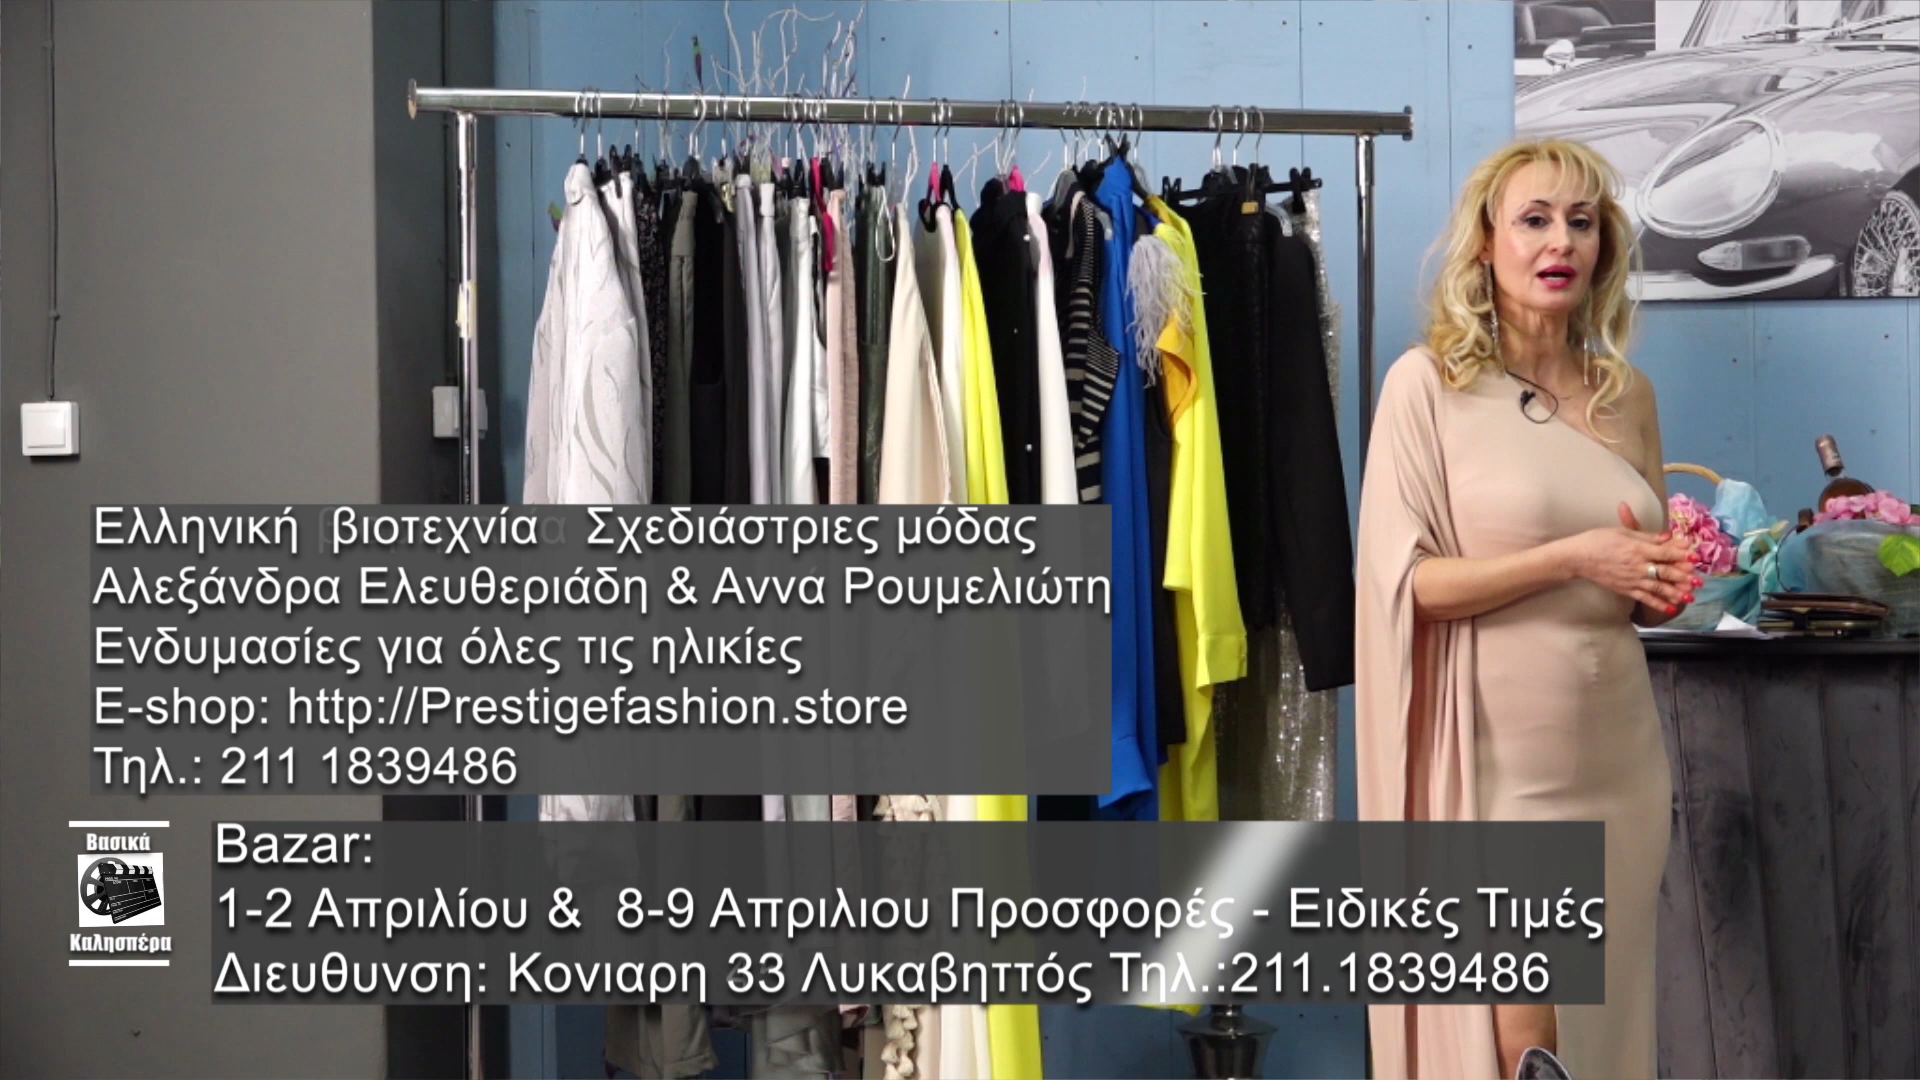 Ελληνική βιοτεχνία Σχεδιάστριες μόδας
Αλεξάνδρα Ελευθεριάδη & Αννά Ρουμελιώτη
Ενδυμασίες για όλες τις ηλικίες
E-shop: http://Prestigefashion.store
Τηλ.: 211 1839486
Βασικά
Καλησπέρα
Bazar:
1-2 Απριλίου & 8-9 Απριλιου Προσφορές - Ειδικές Τιμές
Διευθυνση: Κονιαρη 33 Λυκαβηττός Τηλ.:211.1839486